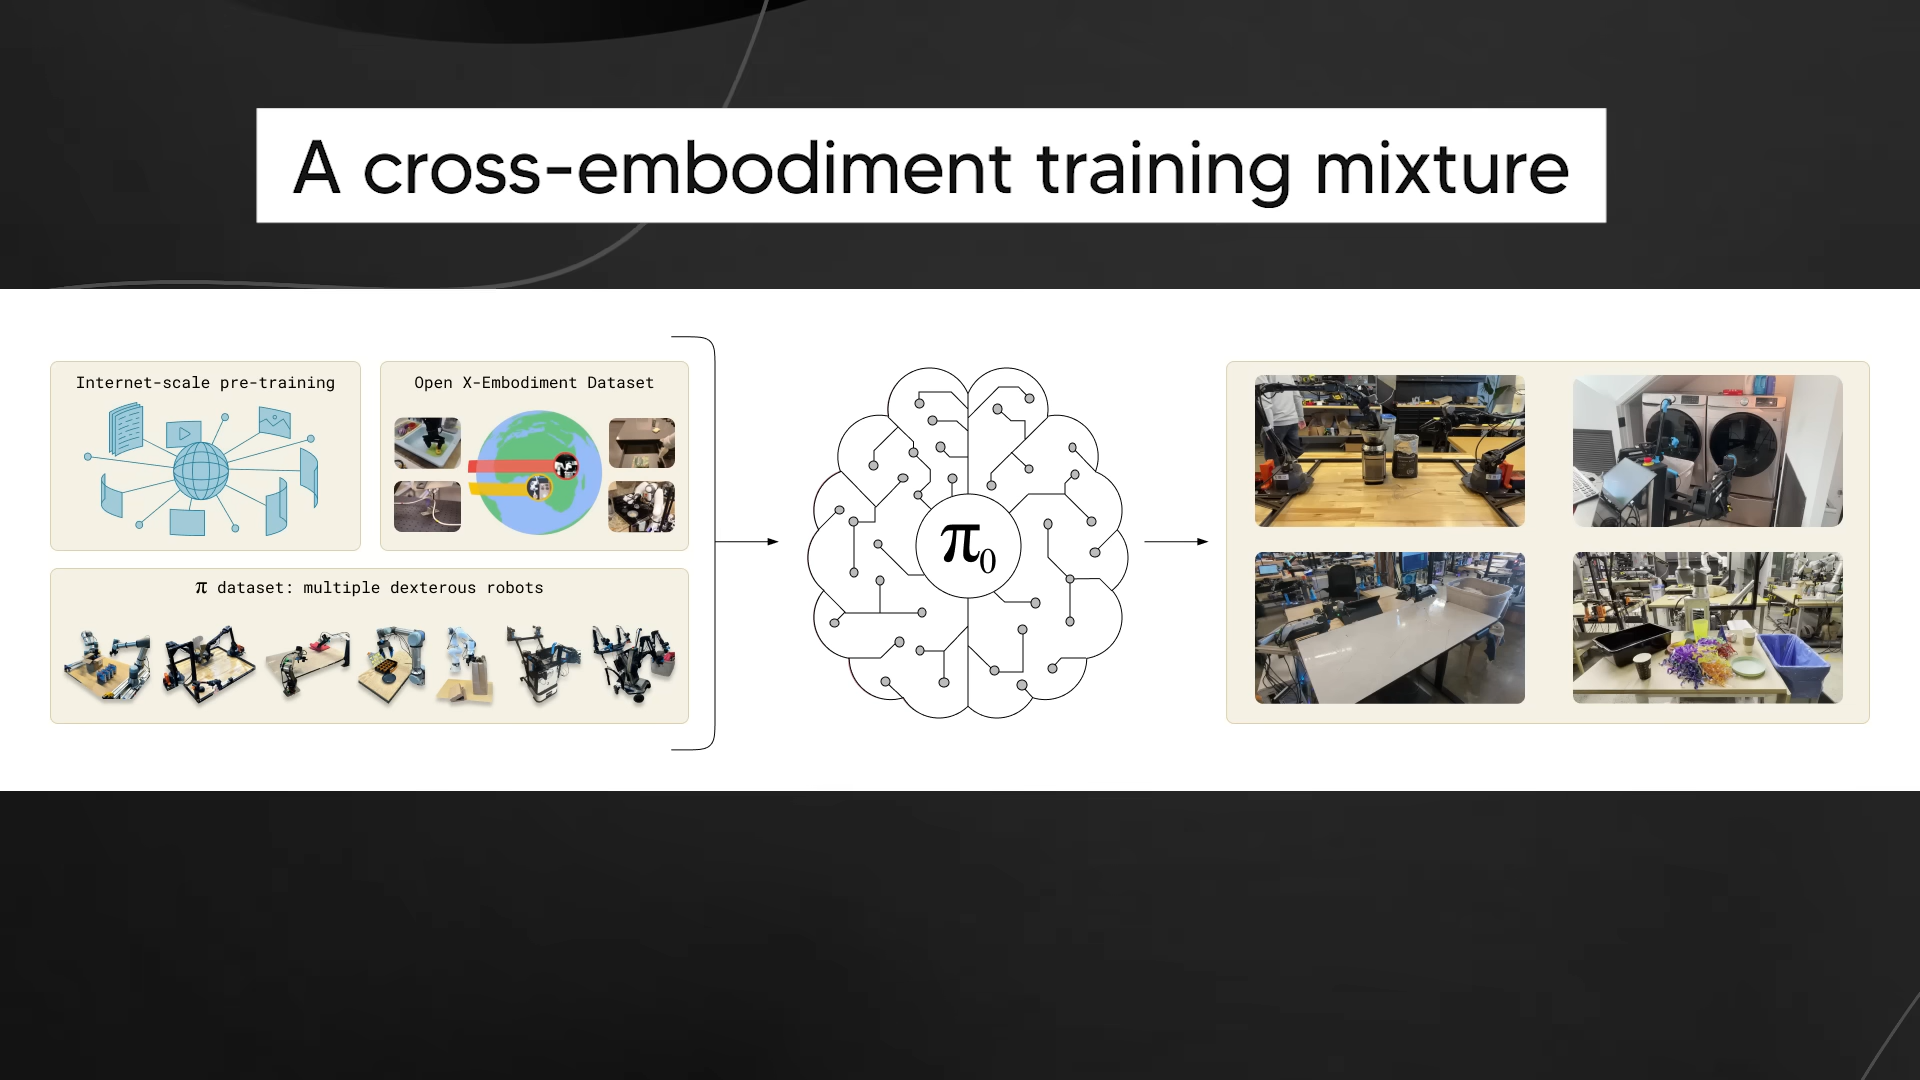 A cross-embodiment training mixture
Internet-scale pre-training
Open X-Embodiment Dataset
π dataset: multiple dexterous robots
π0